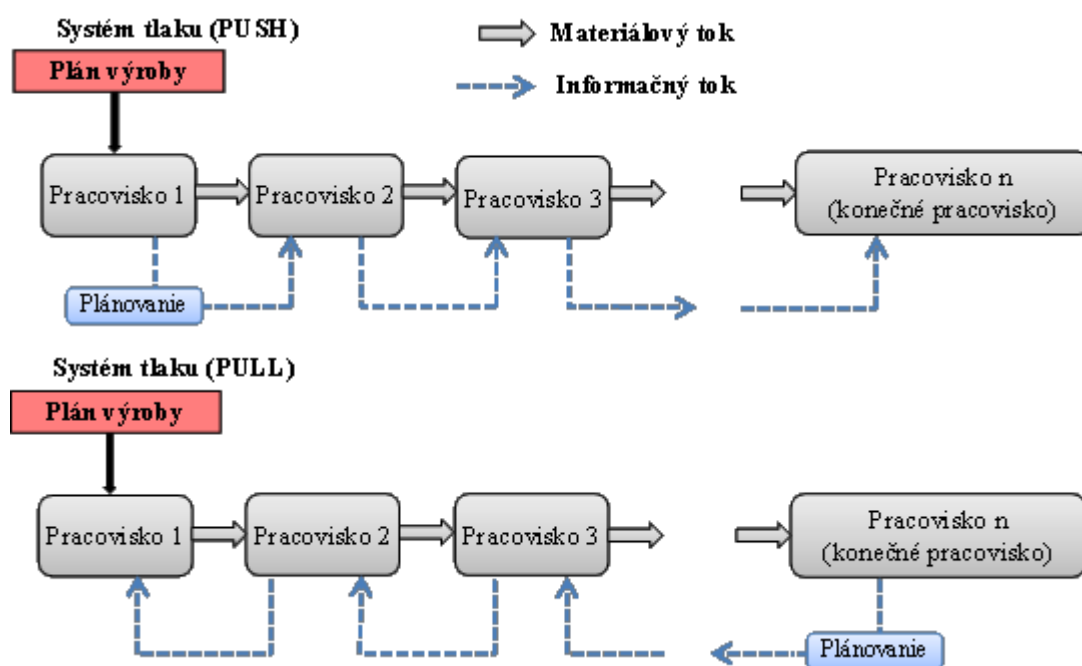 Systém tlaku (PUSH)
Materiálový tok
Plán výroby
Informačný tok
Pracovisko 1
Pracovisko 2
Pracovisko 3
Pracovisko n
(konečné pracovisko)
Plánovanie
Systém tlaku (PULL)
Plán výroby
Pracovisko 1
Pracovisko 2
Pracovisko 3
Pracovisko n
(konečné pracovisko)
Plánovanie